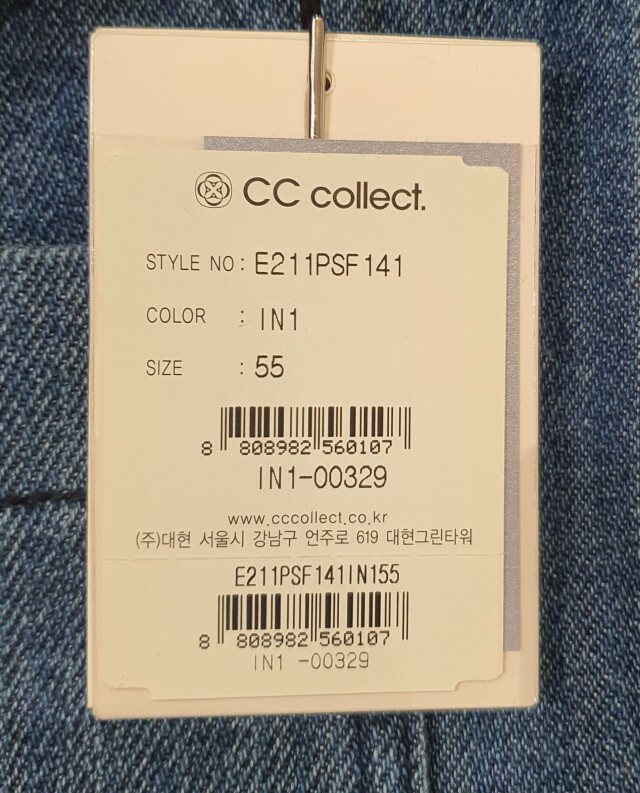 CC collect.
STYLE NO : E211PSF141
COLOR : IN1
SIZE : 55
8 808982 560107
IN1-00329
www.cccollect.co.kr
(주)대현 서울시 강남구 언주로 619 대현그린타워
E211PSF141IN155
8 808982 560107
IN1 -00329